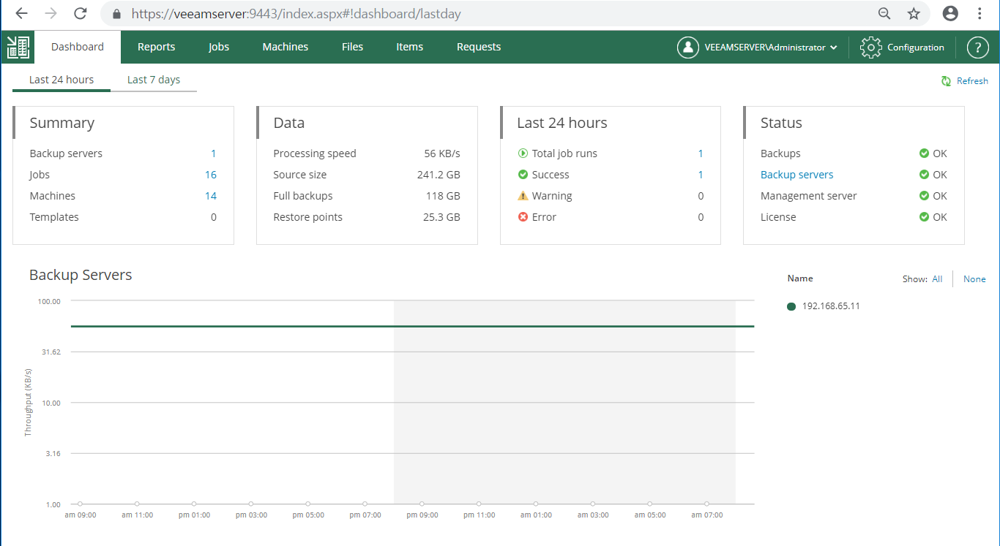 https://veeamserver:9443/index.aspx#!dashboard/lastday
Dashboard Reports Jobs Machines Files Items Requests VEEAMSERVER\Administrator Configuration ?
Last 24 hours Last 7 days Refresh
Summary
Backup servers 1
Jobs 16
Machines 14
Templates 0
Data
Processing speed 56 KB/s
Source size 241.2 GB
Full backups 118 GB
Restore points 25.3 GB
Last 24 hours
Total job runs 1
Success 1
Warning 0
Error 0
Status
Backups OK
Backup servers OK
Management server OK
License OK
Backup Servers
Name Show: All None
192.168.65.11
Throughput (KB/s)
100.00
31.62
10.00
3.16
1.00
am 09:00 am 11:00 pm 01:00 pm 03:00 pm 05:00 pm 07:00 pm 09:00 pm 11:00 am 01:00 am 03:00 am 05:00 am 07:00